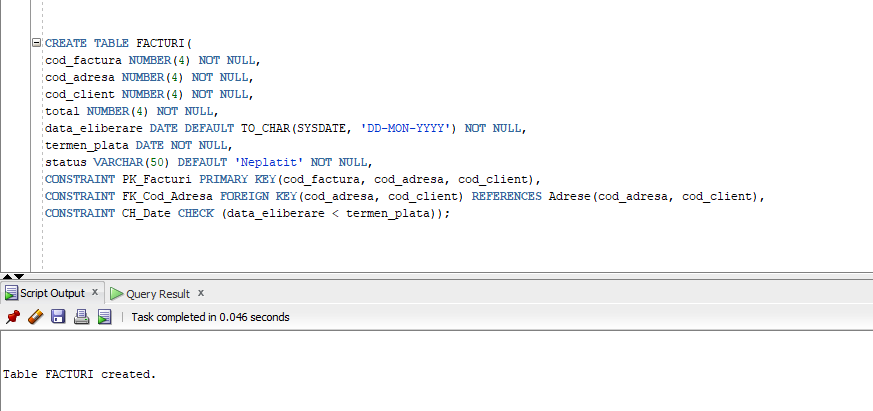 CREATE TABLE FACTURI(
cod_factura NUMBER(4) NOT NULL,
cod_adresa NUMBER(4) NOT NULL,
cod_client NUMBER(4) NOT NULL,
total NUMBER(4) NOT NULL,
data_eliberare DATE DEFAULT TO_CHAR(SYSDATE, 'DD-MON-YYYY') NOT NULL,
termen_plata DATE NOT NULL,
status VARCHAR(50) DEFAULT 'Neplatit' NOT NULL,
CONSTRAINT PK_Facturi PRIMARY KEY(cod_factura, cod_adresa, cod_client),
CONSTRAINT FK_Cod_Adresa FOREIGN KEY(cod_adresa, cod_client) REFERENCES Adrese(cod_adresa, cod_client),
CONSTRAINT CH_Date CHECK (data_eliberare < termen_plata));
Script Output x Query Result x
Task completed in 0.046 seconds
Table FACTURI created.